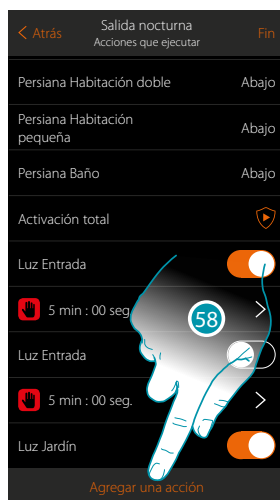 < Atrás Salida nocturna Fin
Acciones que ejecutar
Persiana Habitación doble Abajo
Persiana Habitación
pequeña Abajo
Persiana Baño Abajo
Activación total
Luz Entrada
5 min : 00 seg.
58
Luz Entrada
5 min : 00 seg.
Luz Jardín
Agregar una acción